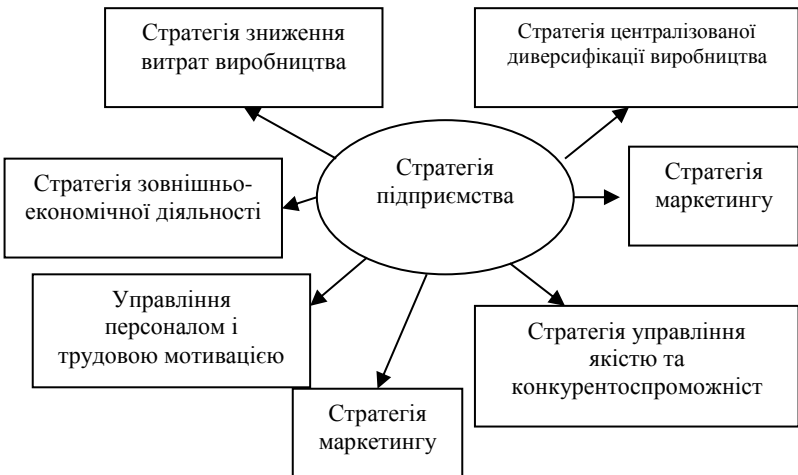 Стратегія зниження
витрат виробництва
Стратегія централізованої
диверсифікації виробництва
Стратегія
підприємства
Стратегія зовнішньо-
економічної діяльності
Стратегія
маркетингу
Управління
персоналом і
трудовою мотивацією
Стратегія управління
якістю та
конкурентоспроможніст
Стратегія
маркетингу